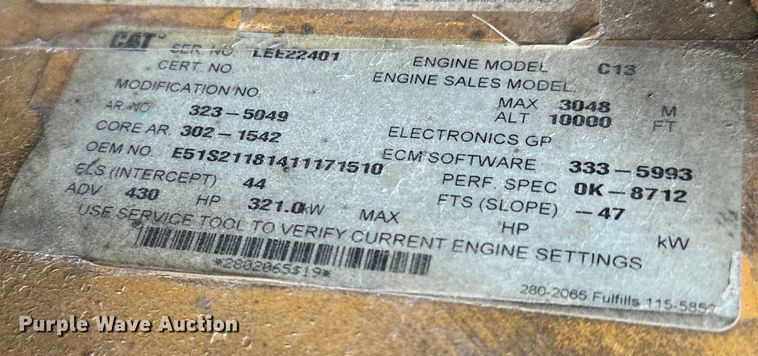 CAT SER. NO. LEE22401 ENGINE MODEL C13
CERT. NO ENGINE SALES MODEL
MODIFICATION NO. MAX 3048 M
AR. NO 323-5049 ALT 10000 FT
CORE AR 302-1542 ELECTRONICS GP
OEM NO E51S21181411171510 ECM SOFTWARE 333-5993
ELS (INTERCEPT) 44 PERF. SPEC 0K-8712
ADV 430 HP 321.0kW MAX FTS (SLOPE) -47
HP kW
USE SERVICE TOOL TO VERIFY CURRENT ENGINE SETTINGS
*2802065$19*
280-2065 Fulfills 115-5857
Purple Wave Auction